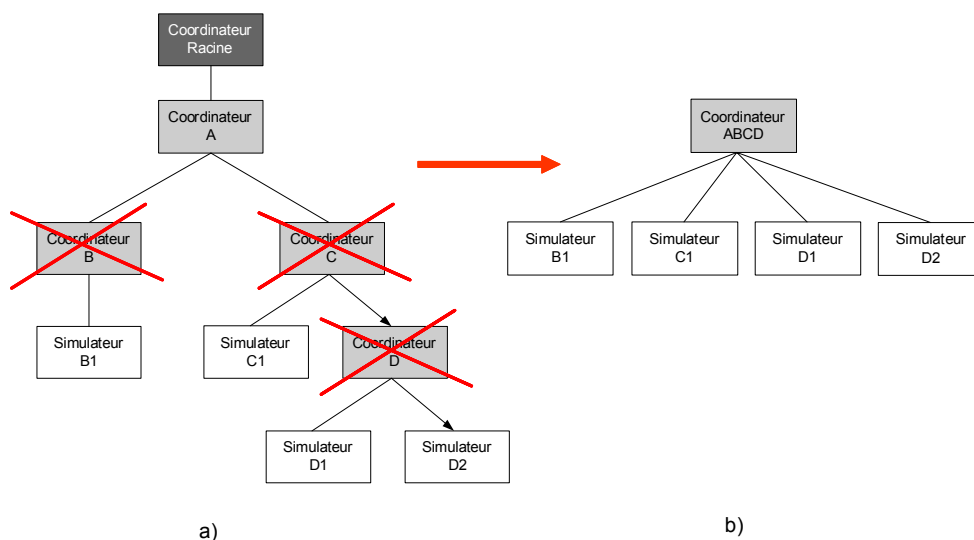 Coordinateur
Racine
Coordinateur
A
Coordinateur
B
Coordinateur
C
Simulateur
B1
Simulateur
C1
Coordinateur
D
Simulateur
D1
Simulateur
D2
a)
Coordinateur
ABCD
Simulateur
B1
Simulateur
C1
Simulateur
D1
Simulateur
D2
b)